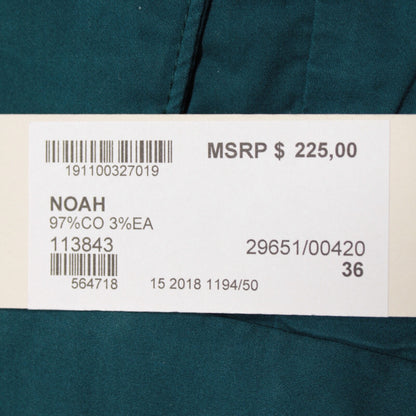 MSRP $ 225,00
191100327019
NOAH
97%CO 3%EA
113843 29651/00420
36
564718 15 2018 1194/50